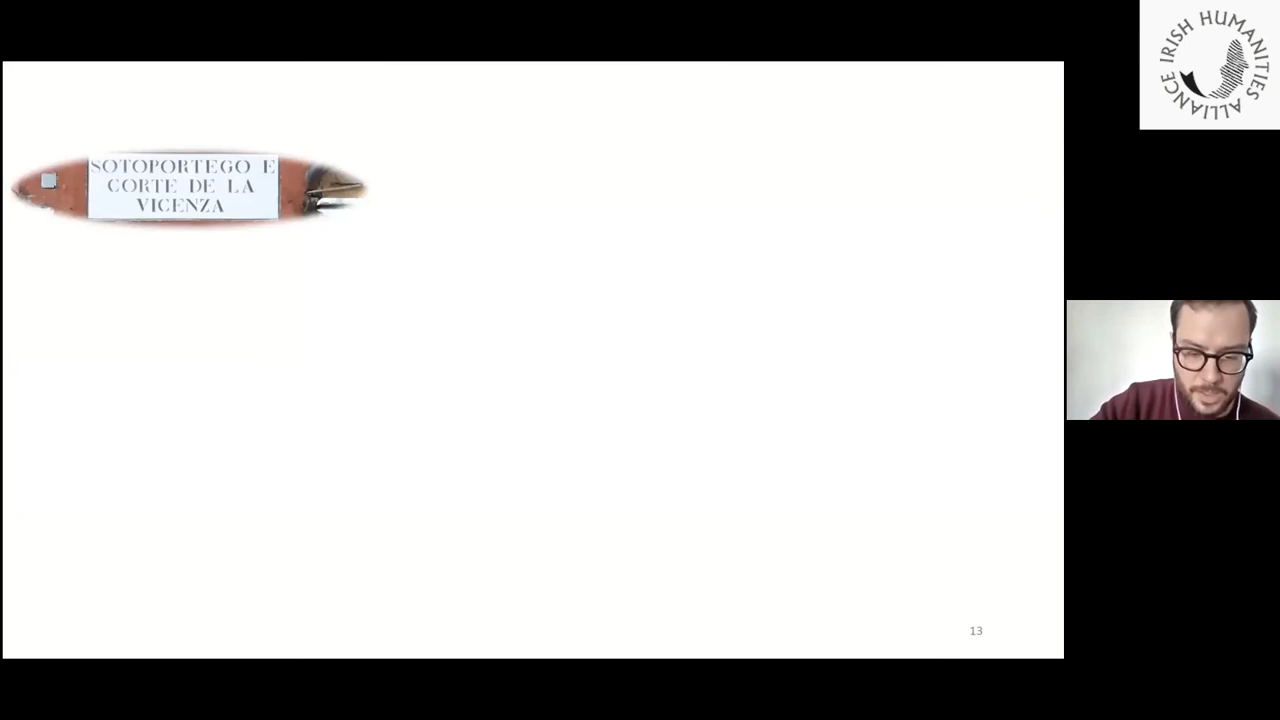 IRISH HUMANITIES ALLIANCE
SOTOPORTEGO E
CORTE DE LA
VICENZA
13